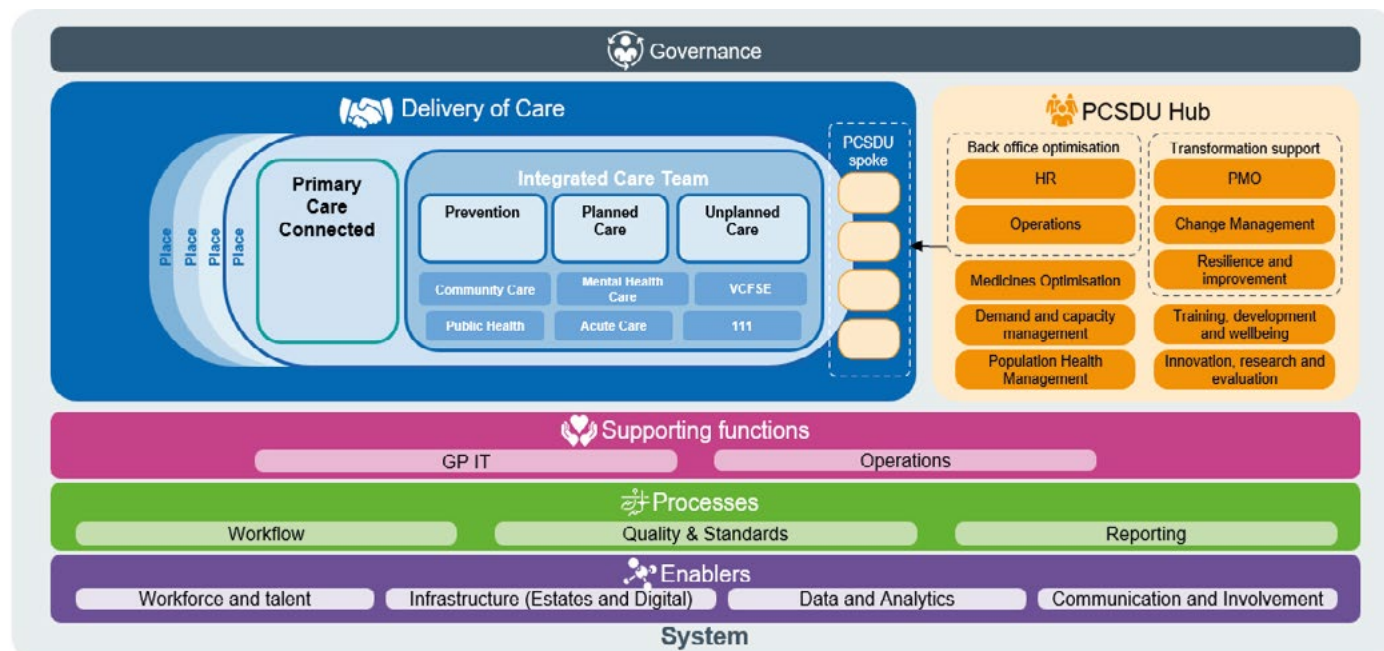 Governance
Delivery of Care
Place
Place
Place
Place
Primary
Care
Connected
Integrated Care Team
Prevention
Planned
Care
Unplanned
Care
Community Care
Mental Health
Care
VCFSE
Public Health
Acute Care
111
PCSDU
spoke
PCSDU Hub
Back office optimisation
HR
Operations
Medicines Optimisation
Demand and capacity
management
Population Health
Management
Transformation support
PMO
Change Management
Resilience and
improvement
Training, development
and wellbeing
Innovation, research and
evaluation
Supporting functions
GP IT
Operations
Processes
Workflow
Quality & Standards
Reporting
Enablers
Workforce and talent
Infrastructure (Estates and Digital)
Data and Analytics
Communication and Involvement
System